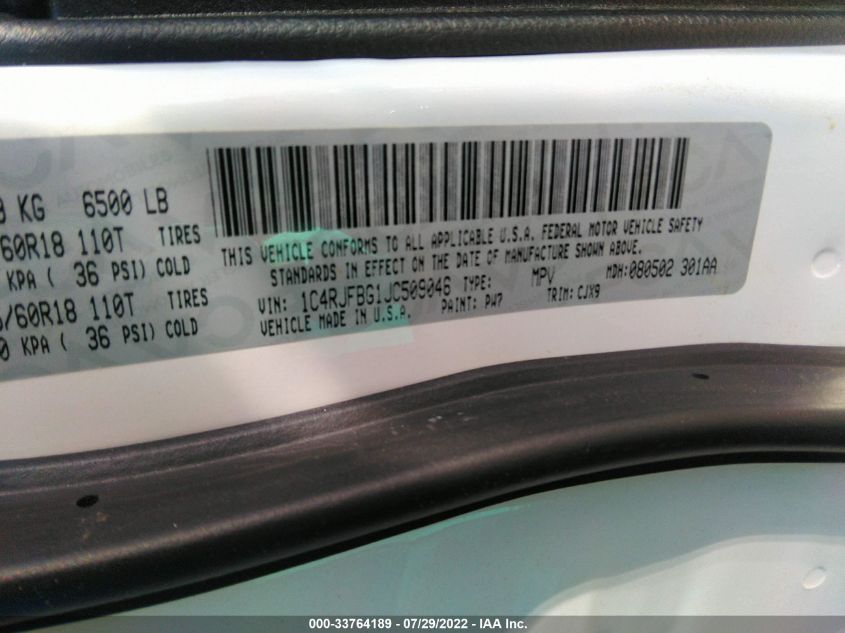 KG 6500 LB
/60R18 110T TIRES
KPA ( 36 PSI) COLD
/60R18 110T TIRES
0 KPA ( 36 PSI) COLD
THIS VEHICLE CONFORMS TO ALL APPLICABLE U.S.A. FEDERAL MOTOR VEHICLE SAFETY
STANDARDS IN EFFECT ON THE DATE OF MANUFACTURE SHOWN ABOVE.
VIN: 1C4RJFBG1JC509046 TYPE: MPV MDH:080502 301AA
VEHICLE MADE IN U.S.A. PAINT: PW7 TRIM: CJX9
000-33764189 - 07/29/2022 - IAA Inc.